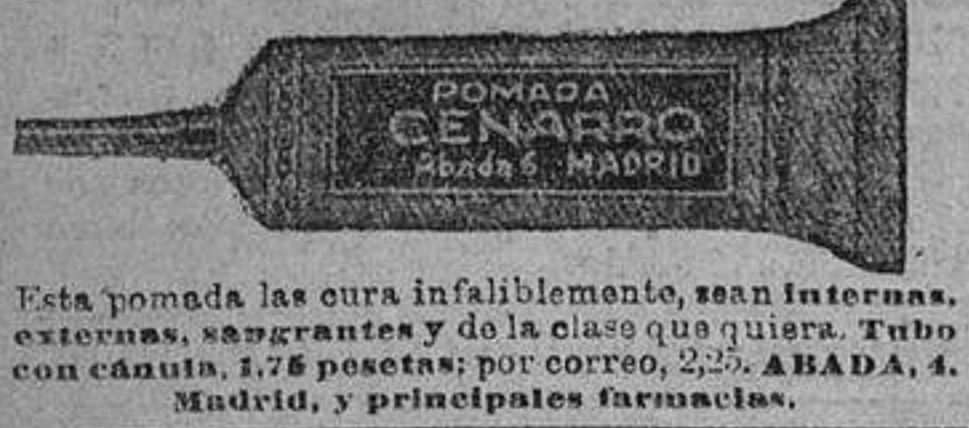 POMADA
CENARRO
Abada 6 MADRID
Esta pomada las cura infaliblemente, sean internas,
externas, sangrantes y de la clase que quiera. Tubo
con cánula, 1,75 pesetas; por correo, 2,25. ABADA, 4.
Madrid, y principales farmacias.